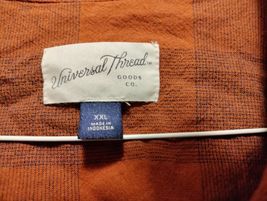 Universal Thread
GOODS
CO.
XXL
MADE IN
INDONESIA